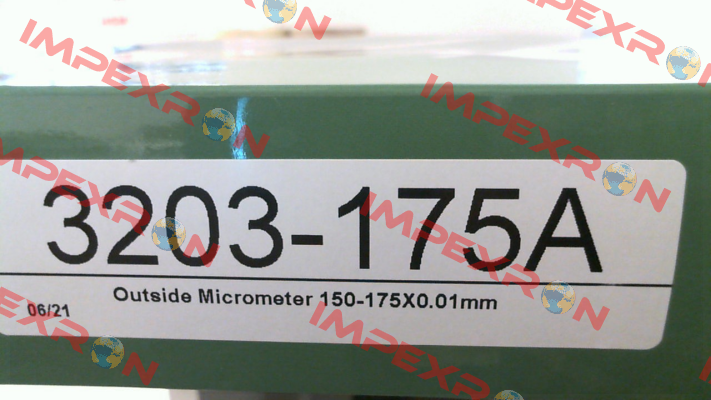 IMPEXRON
3203-175A
Outside Micrometer 150-175X0.01mm
06/21